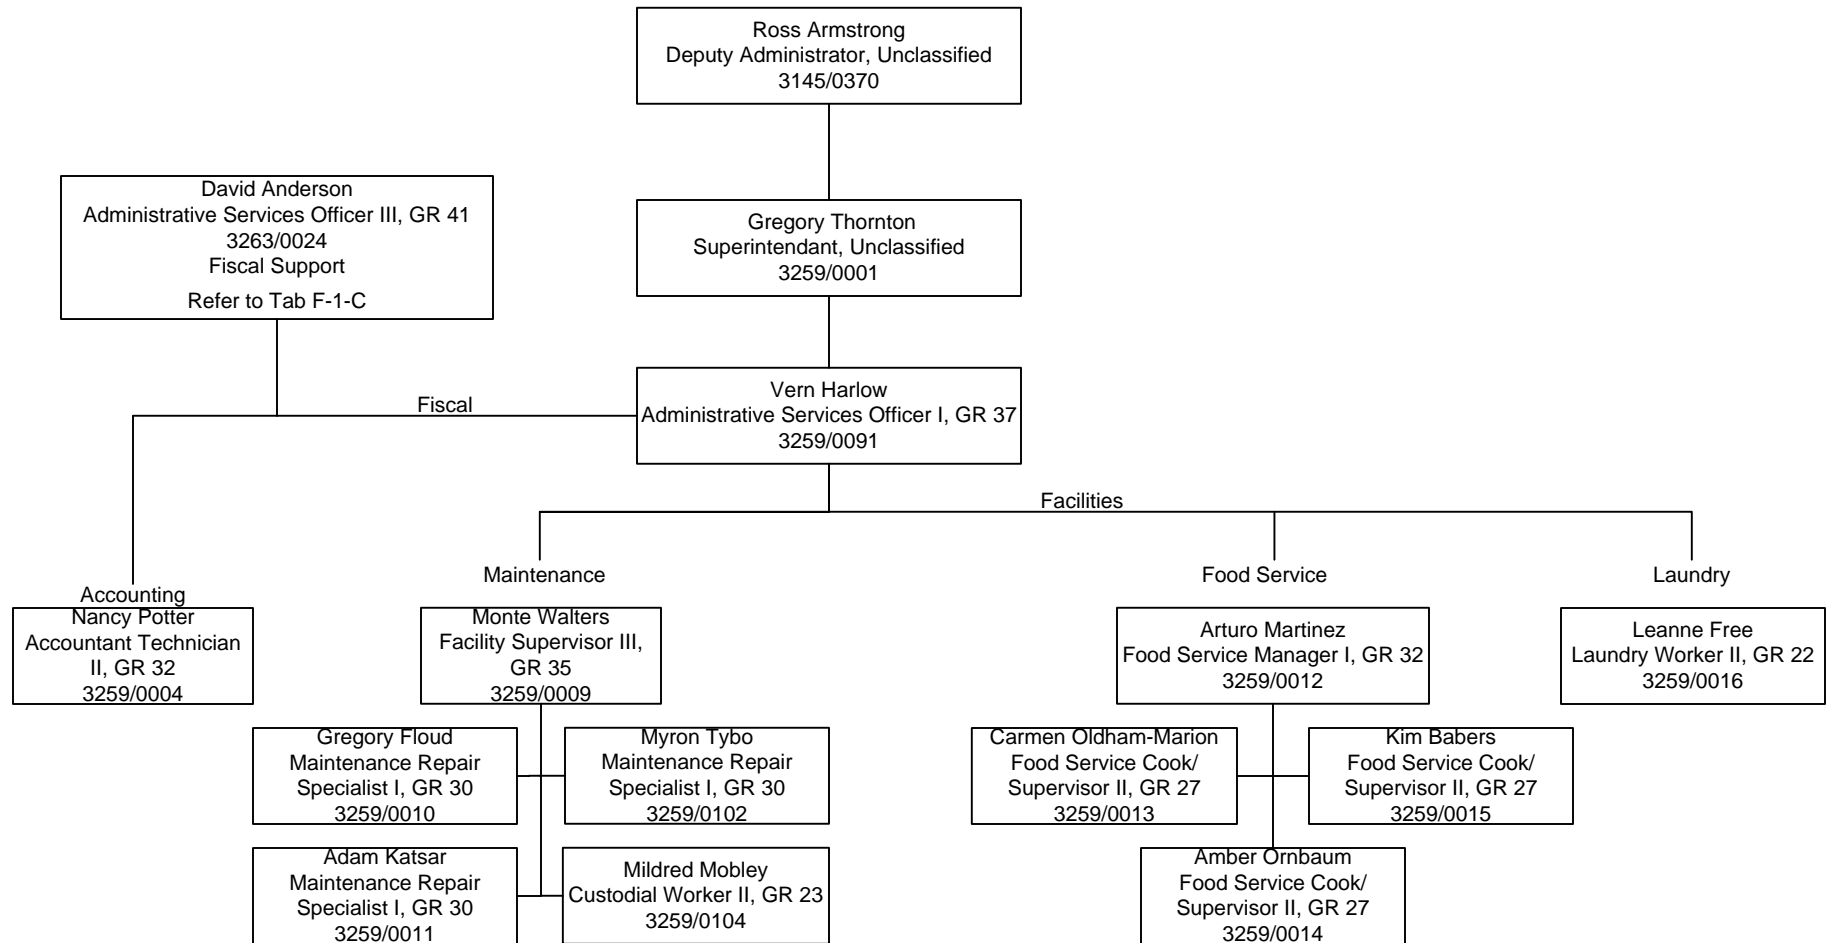 Ross Armstrong
Deputy Administrator, Unclassified
3145/0370
David Anderson
Administrative Services Officer III, GR 41
3263/0024
Fiscal Support
Refer to Tab F-1-C
Gregory Thornton
Superintendant, Unclassified
3259/0001
Fiscal
Vern Harlow
Administrative Services Officer I, GR 37
3259/0091
Facilities
Accounting
Nancy Potter
Accountant Technician
II, GR 32
3259/0004
Maintenance
Monte Walters
Facility Supervisor III,
GR 35
3259/0009
Gregory Floud
Maintenance Repair
Specialist I, GR 30
3259/0010
Myron Tybo
Maintenance Repair
Specialist I, GR 30
3259/0102
Adam Katsar
Maintenance Repair
Specialist I, GR 30
3259/0011
Mildred Mobley
Custodial Worker II, GR 23
3259/0104
Food Service
Arturo Martinez
Food Service Manager I, GR 32
3259/0012
Carmen Oldham-Marion
Food Service Cook/
Supervisor II, GR 27
3259/0013
Kim Babers
Food Service Cook/
Supervisor II, GR 27
3259/0015
Amber Ornbaum
Food Service Cook/
Supervisor II, GR 27
3259/0014
Laundry
Leanne Free
Laundry Worker II, GR 22
3259/0016